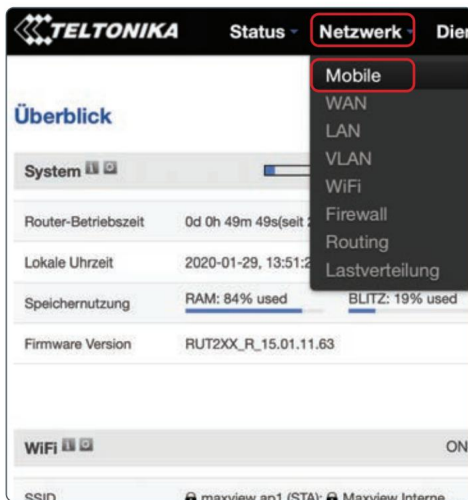 TELTONIKA Status Netzwerk
Mobile
WAN
LAN
VLAN
WiFi
Firewall
Routing
Lastverteilung
Überblick
System
Router-Betriebszeit 0d 0h 49m 49s(seit
Lokale Uhrzeit 2020-01-29, 13:51:2
Speichernutzung RAM: 84% used BLITZ: 19% used
Firmware Version RUT2XX_R_15.01.11.63
WiFi ON
SSID maxview ap1 (STA); Maxview Interne